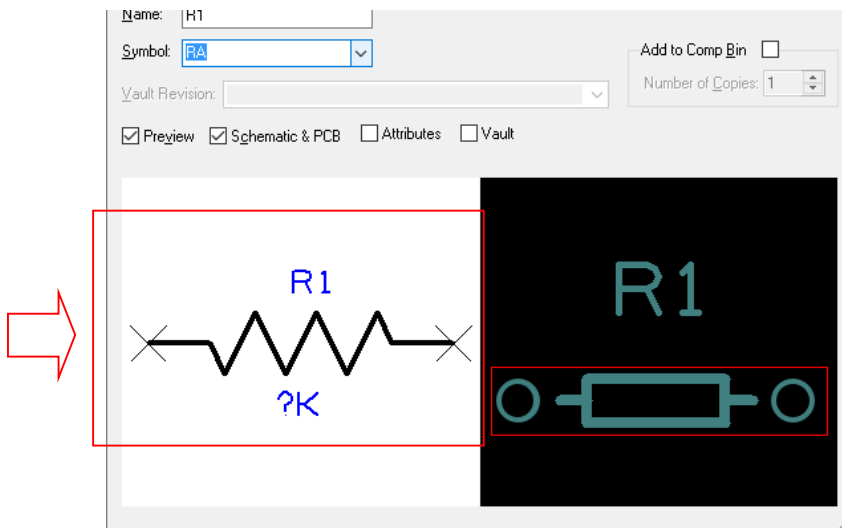 Name: R1
Symbol: RA
Add to Comp Bin
Vault Revision:
Number of Copies: 1
Preview Schematic & PCB Attributes Vault
R1
?K
R1